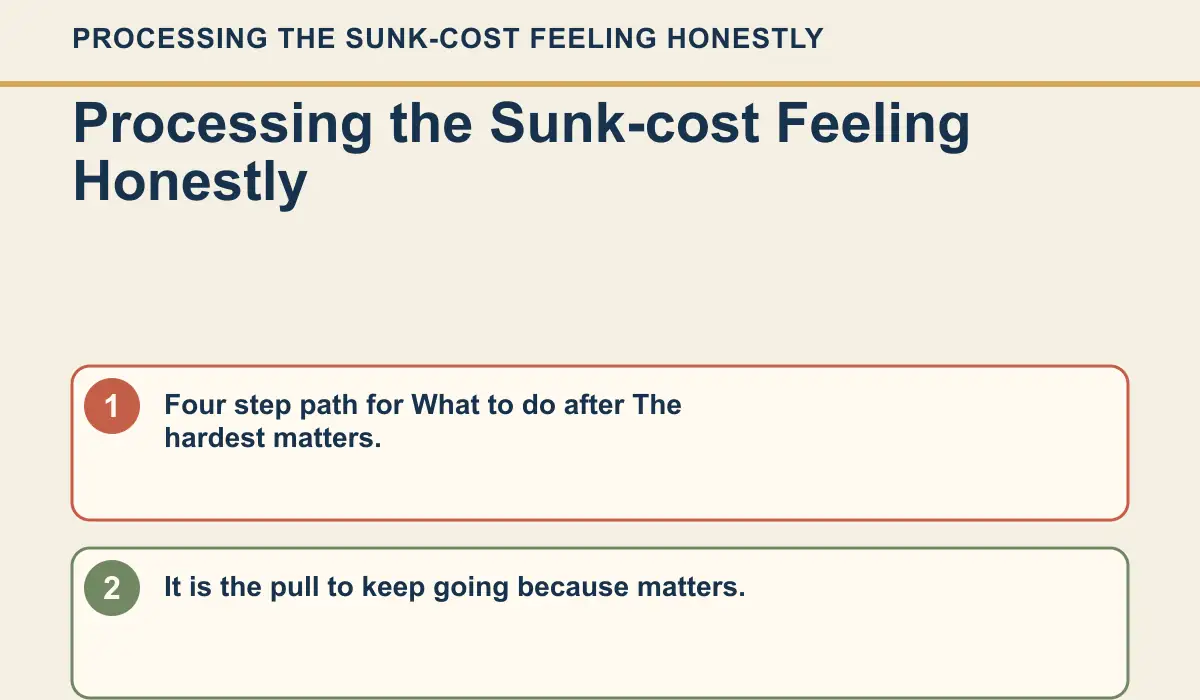 PROCESSING THE SUNK-COST FEELING HONESTLY
Processing the Sunk-cost Feeling
Honestly
1
Four step path for What to do after The
hardest matters.
2
It is the pull to keep going because matters.